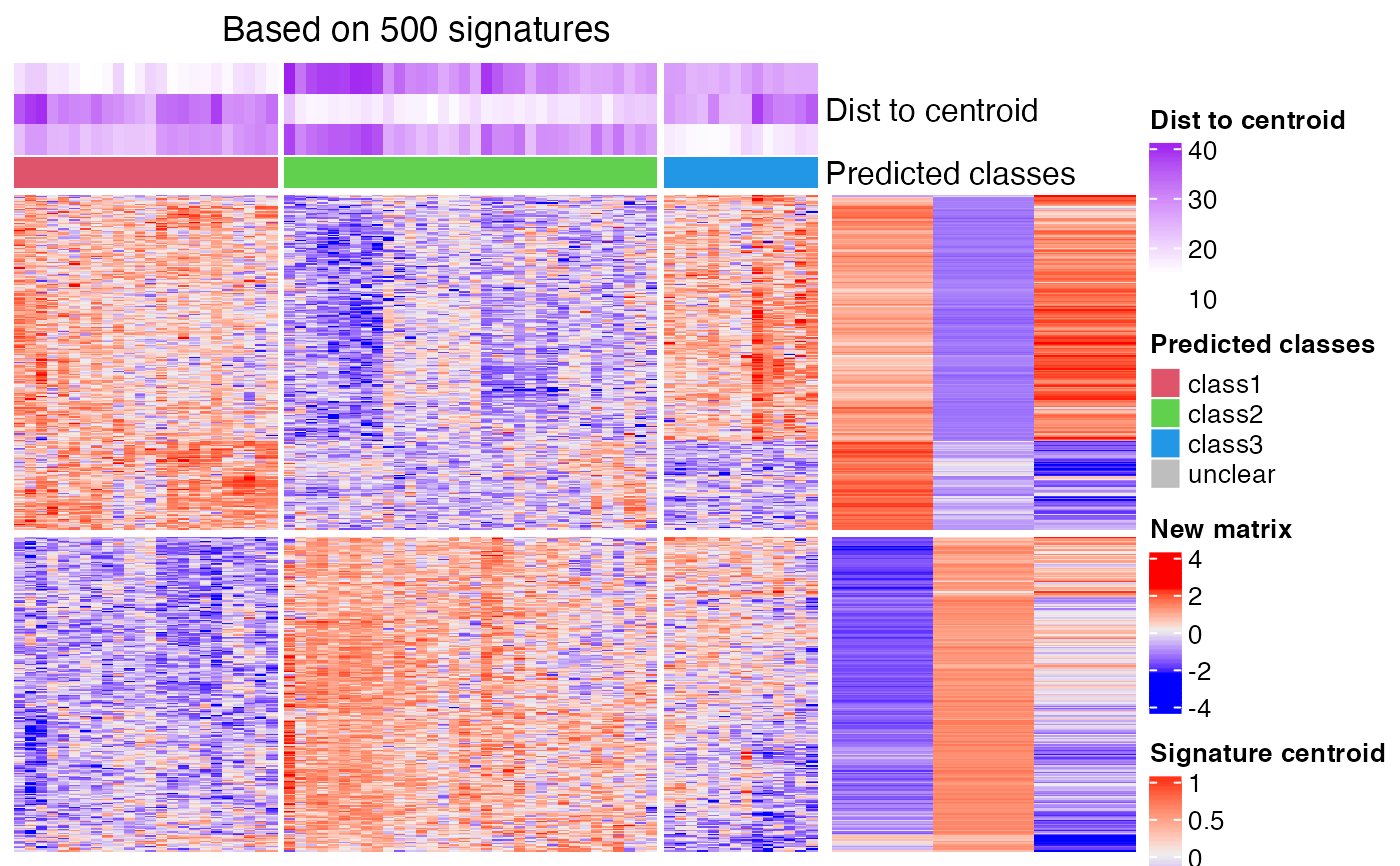 Based on 500 signatures
Dist to centroid
Predicted classes
Dist to centroid
40
30
20
10
Predicted classes
class1
class2
class3
unclear
New matrix
4
2
0
-2
-4
Signature centroid
1
0.5
0